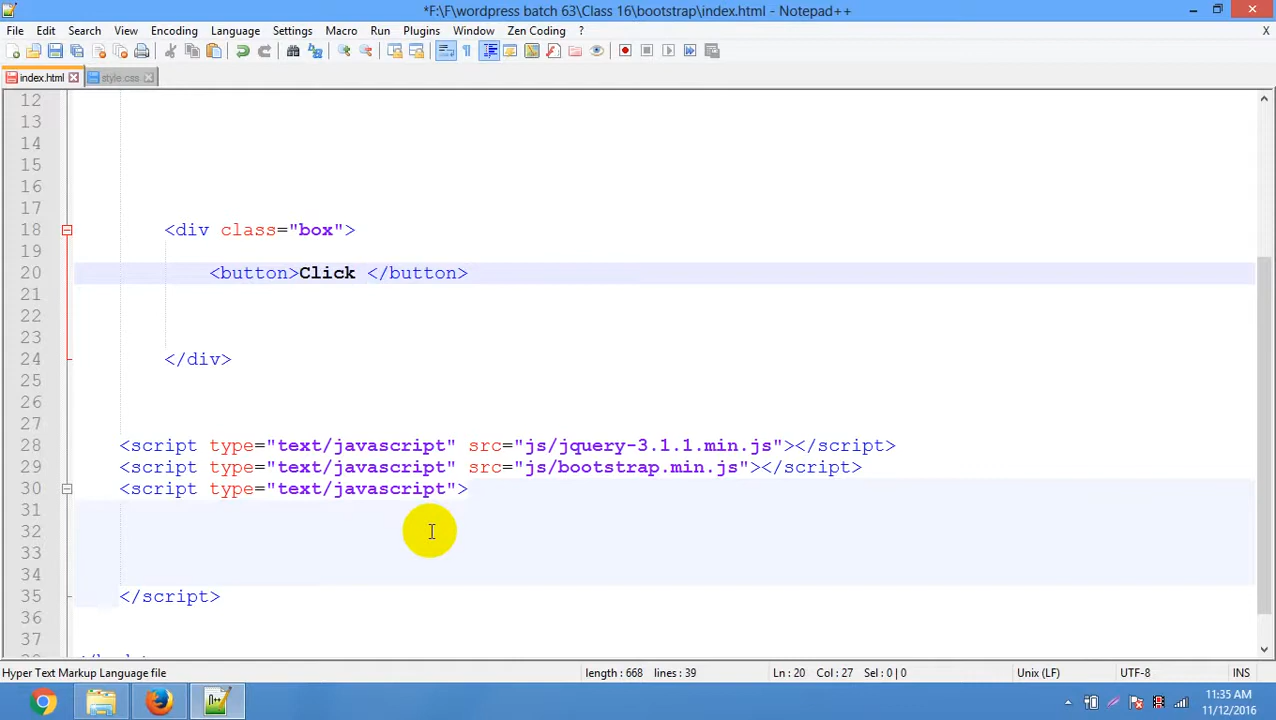 *F:\F\wordpress batch 63\Class 16\bootstrap\index.html - Notepad++
File Edit Search View Encoding Language Settings Macro Run Plugins Window Zen Coding ? X
index.html style.css
12
13
14
15
16
17
18 <div class="box">
19
20 <button>Click </button>
21
22
23
24 </div>
25
26
27
28 <script type="text/javascript" src="js/jquery-3.1.1.min.js"></script>
29 <script type="text/javascript" src="js/bootstrap.min.js"></script>
30 <script type="text/javascript">
31
32
33
34
35 </script>
36
37
Hyper Text Markup Language file length : 668 lines : 39 Ln : 20 Col : 27 Sel : 0 | 0 Unix (LF) UTF-8 INS
11:35 AM
11/12/2016